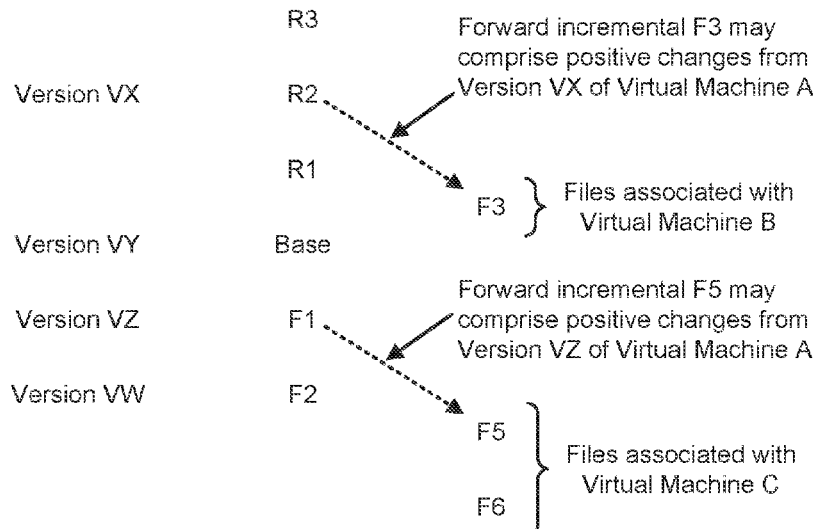 R3
Forward incremental F3 may
comprise positive changes from
Version VX of Virtual Machine A
Version VX
R2
R1
F3
Files associated with
Virtual Machine B
Version VY
Base
Version VZ
F1
Forward incremental F5 may
comprise positive changes from
Version VZ of Virtual Machine A
Version VW
F2
F5
Files associated with
Virtual Machine C
F6